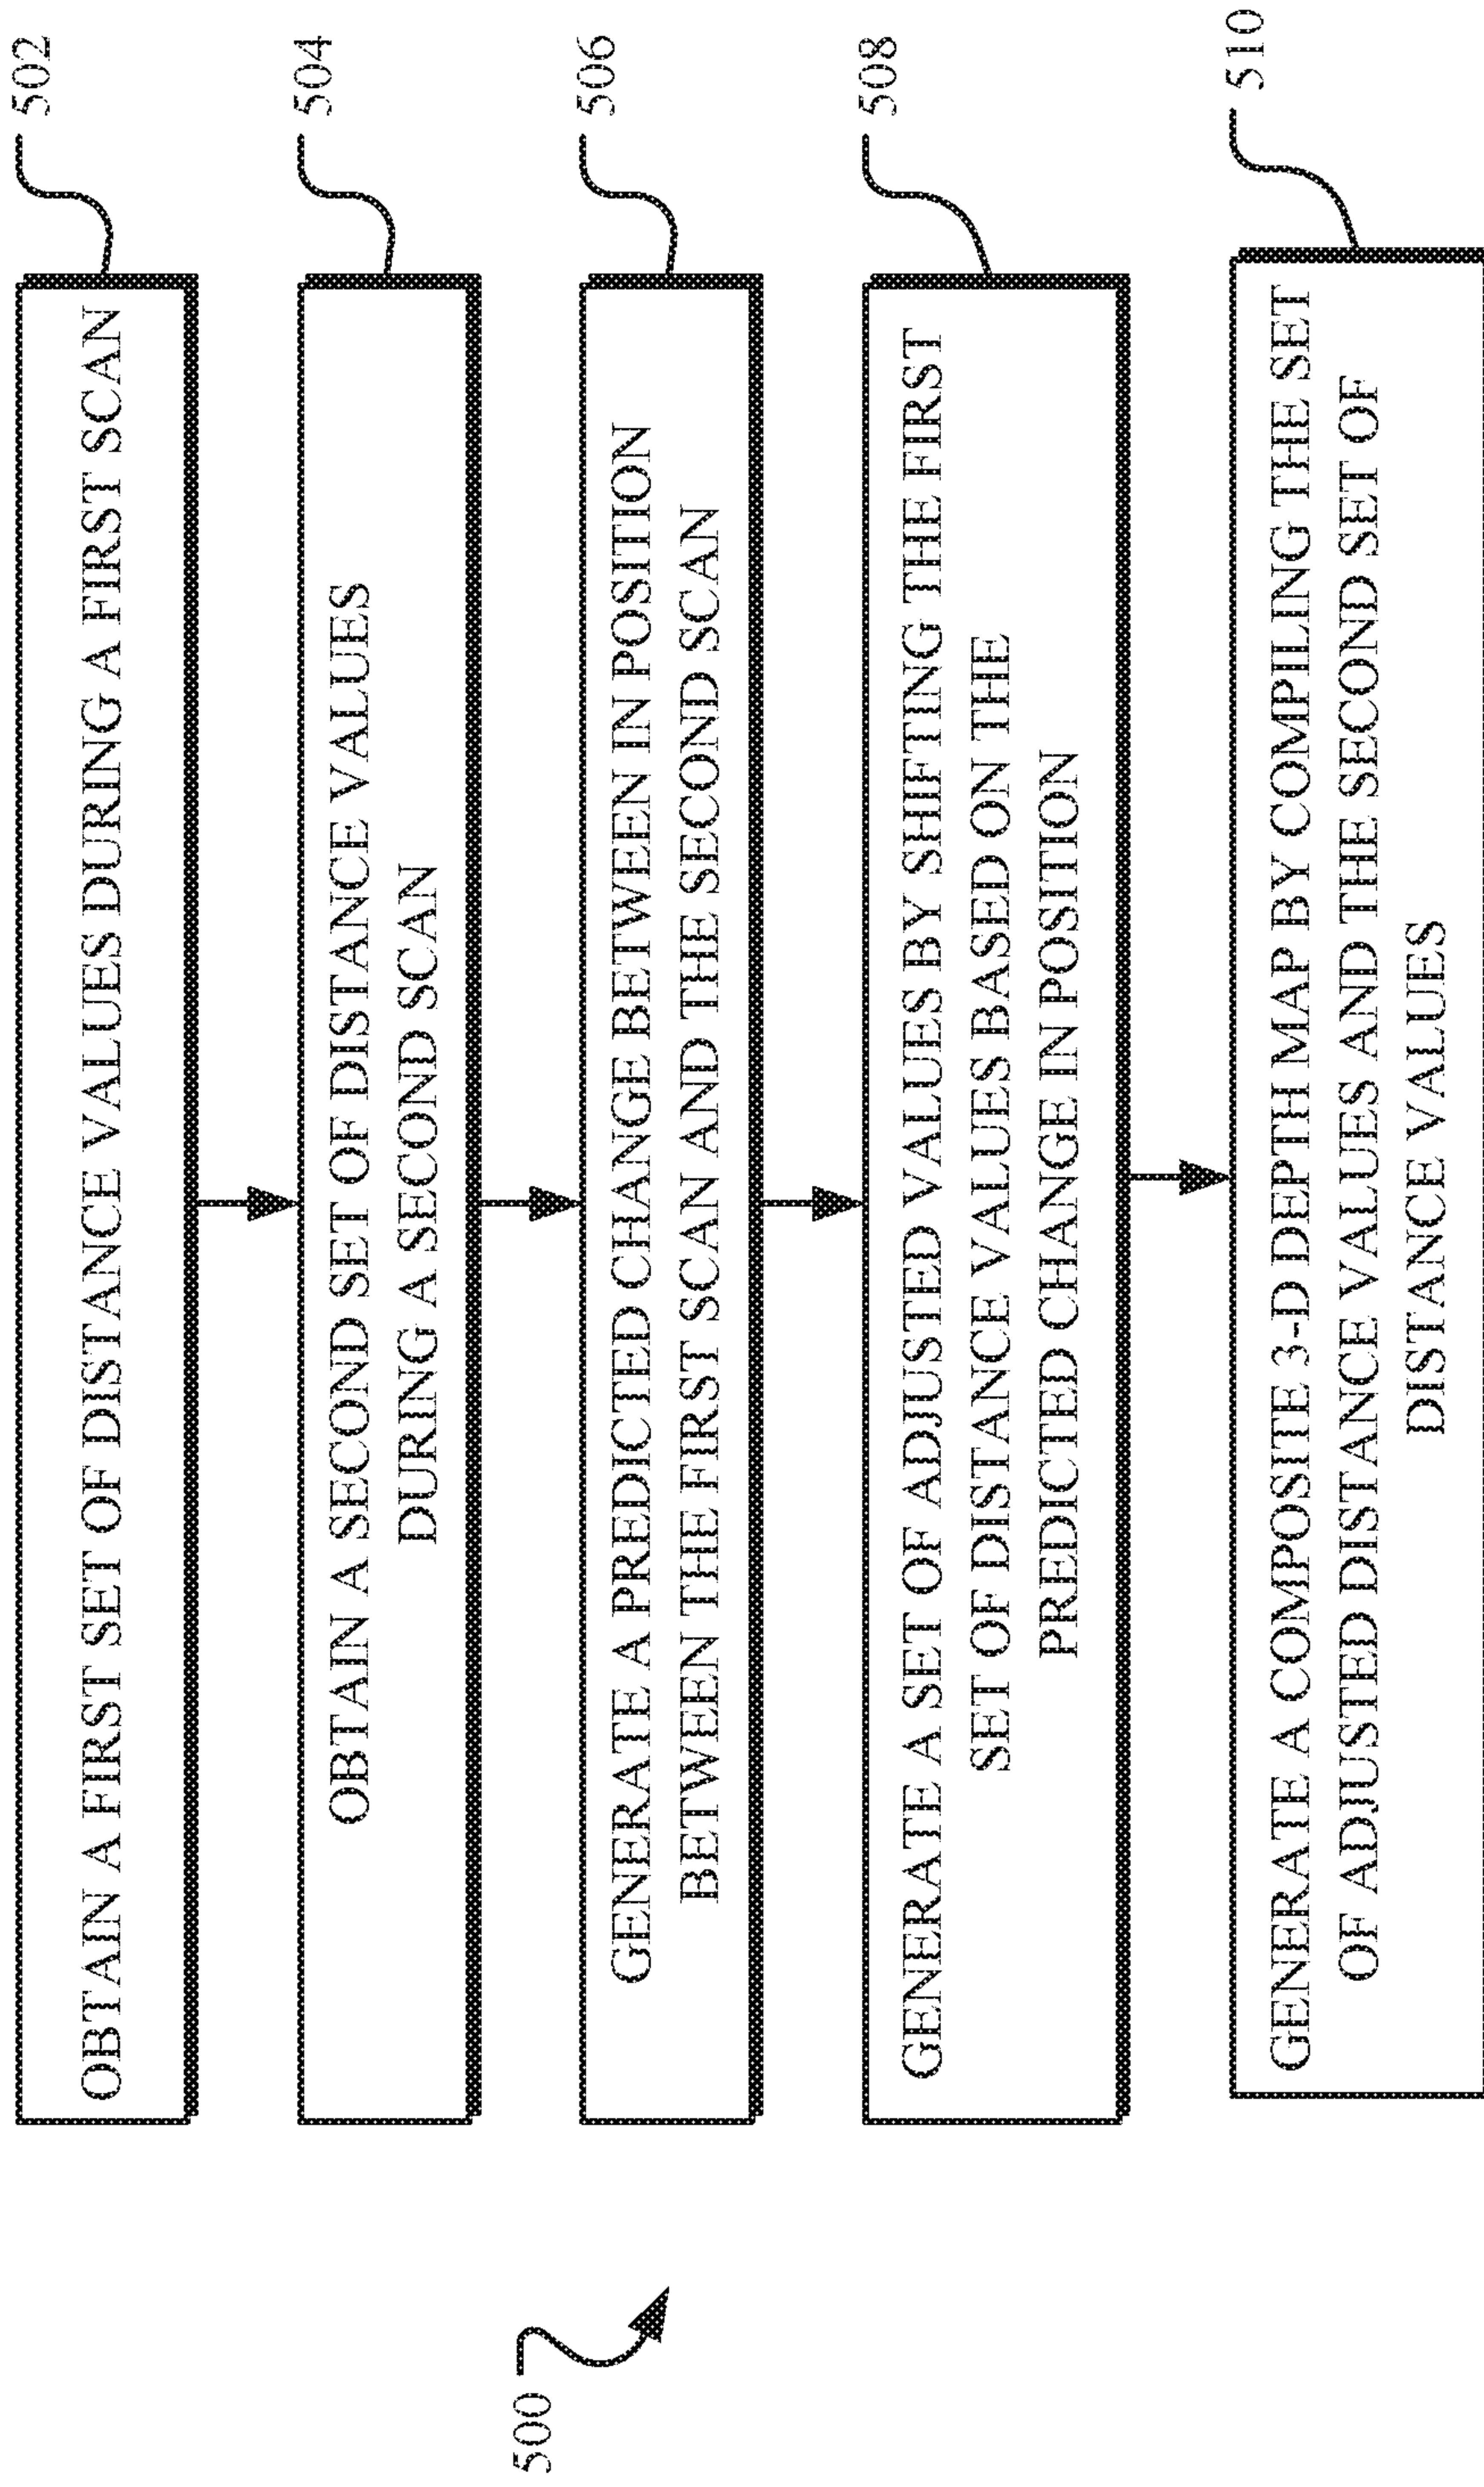 500
OBTAIN A FIRST SET OF DISTANCE VALUES DURING A FIRST SCAN
502
OBTAIN A SECOND SET OF DISTANCE VALUES
DURING A SECOND SCAN
504
GENERATE A PREDICTED CHANGE BETWEEN IN POSITION
BETWEEN THE FIRST SCAN AND THE SECOND SCAN
506
GENERATE A SET OF ADJUSTED VALUES BY SHIFTING THE FIRST
SET OF DISTANCE VALUES BASED ON THE
PREDICTED CHANGE IN POSITION
508
GENERATE A COMPOSITE 3-D DEPTH MAP BY COMPILING THE SET
OF ADJUSTED DISTANCE VALUES AND THE SECOND SET OF
DISTANCE VALUES
510